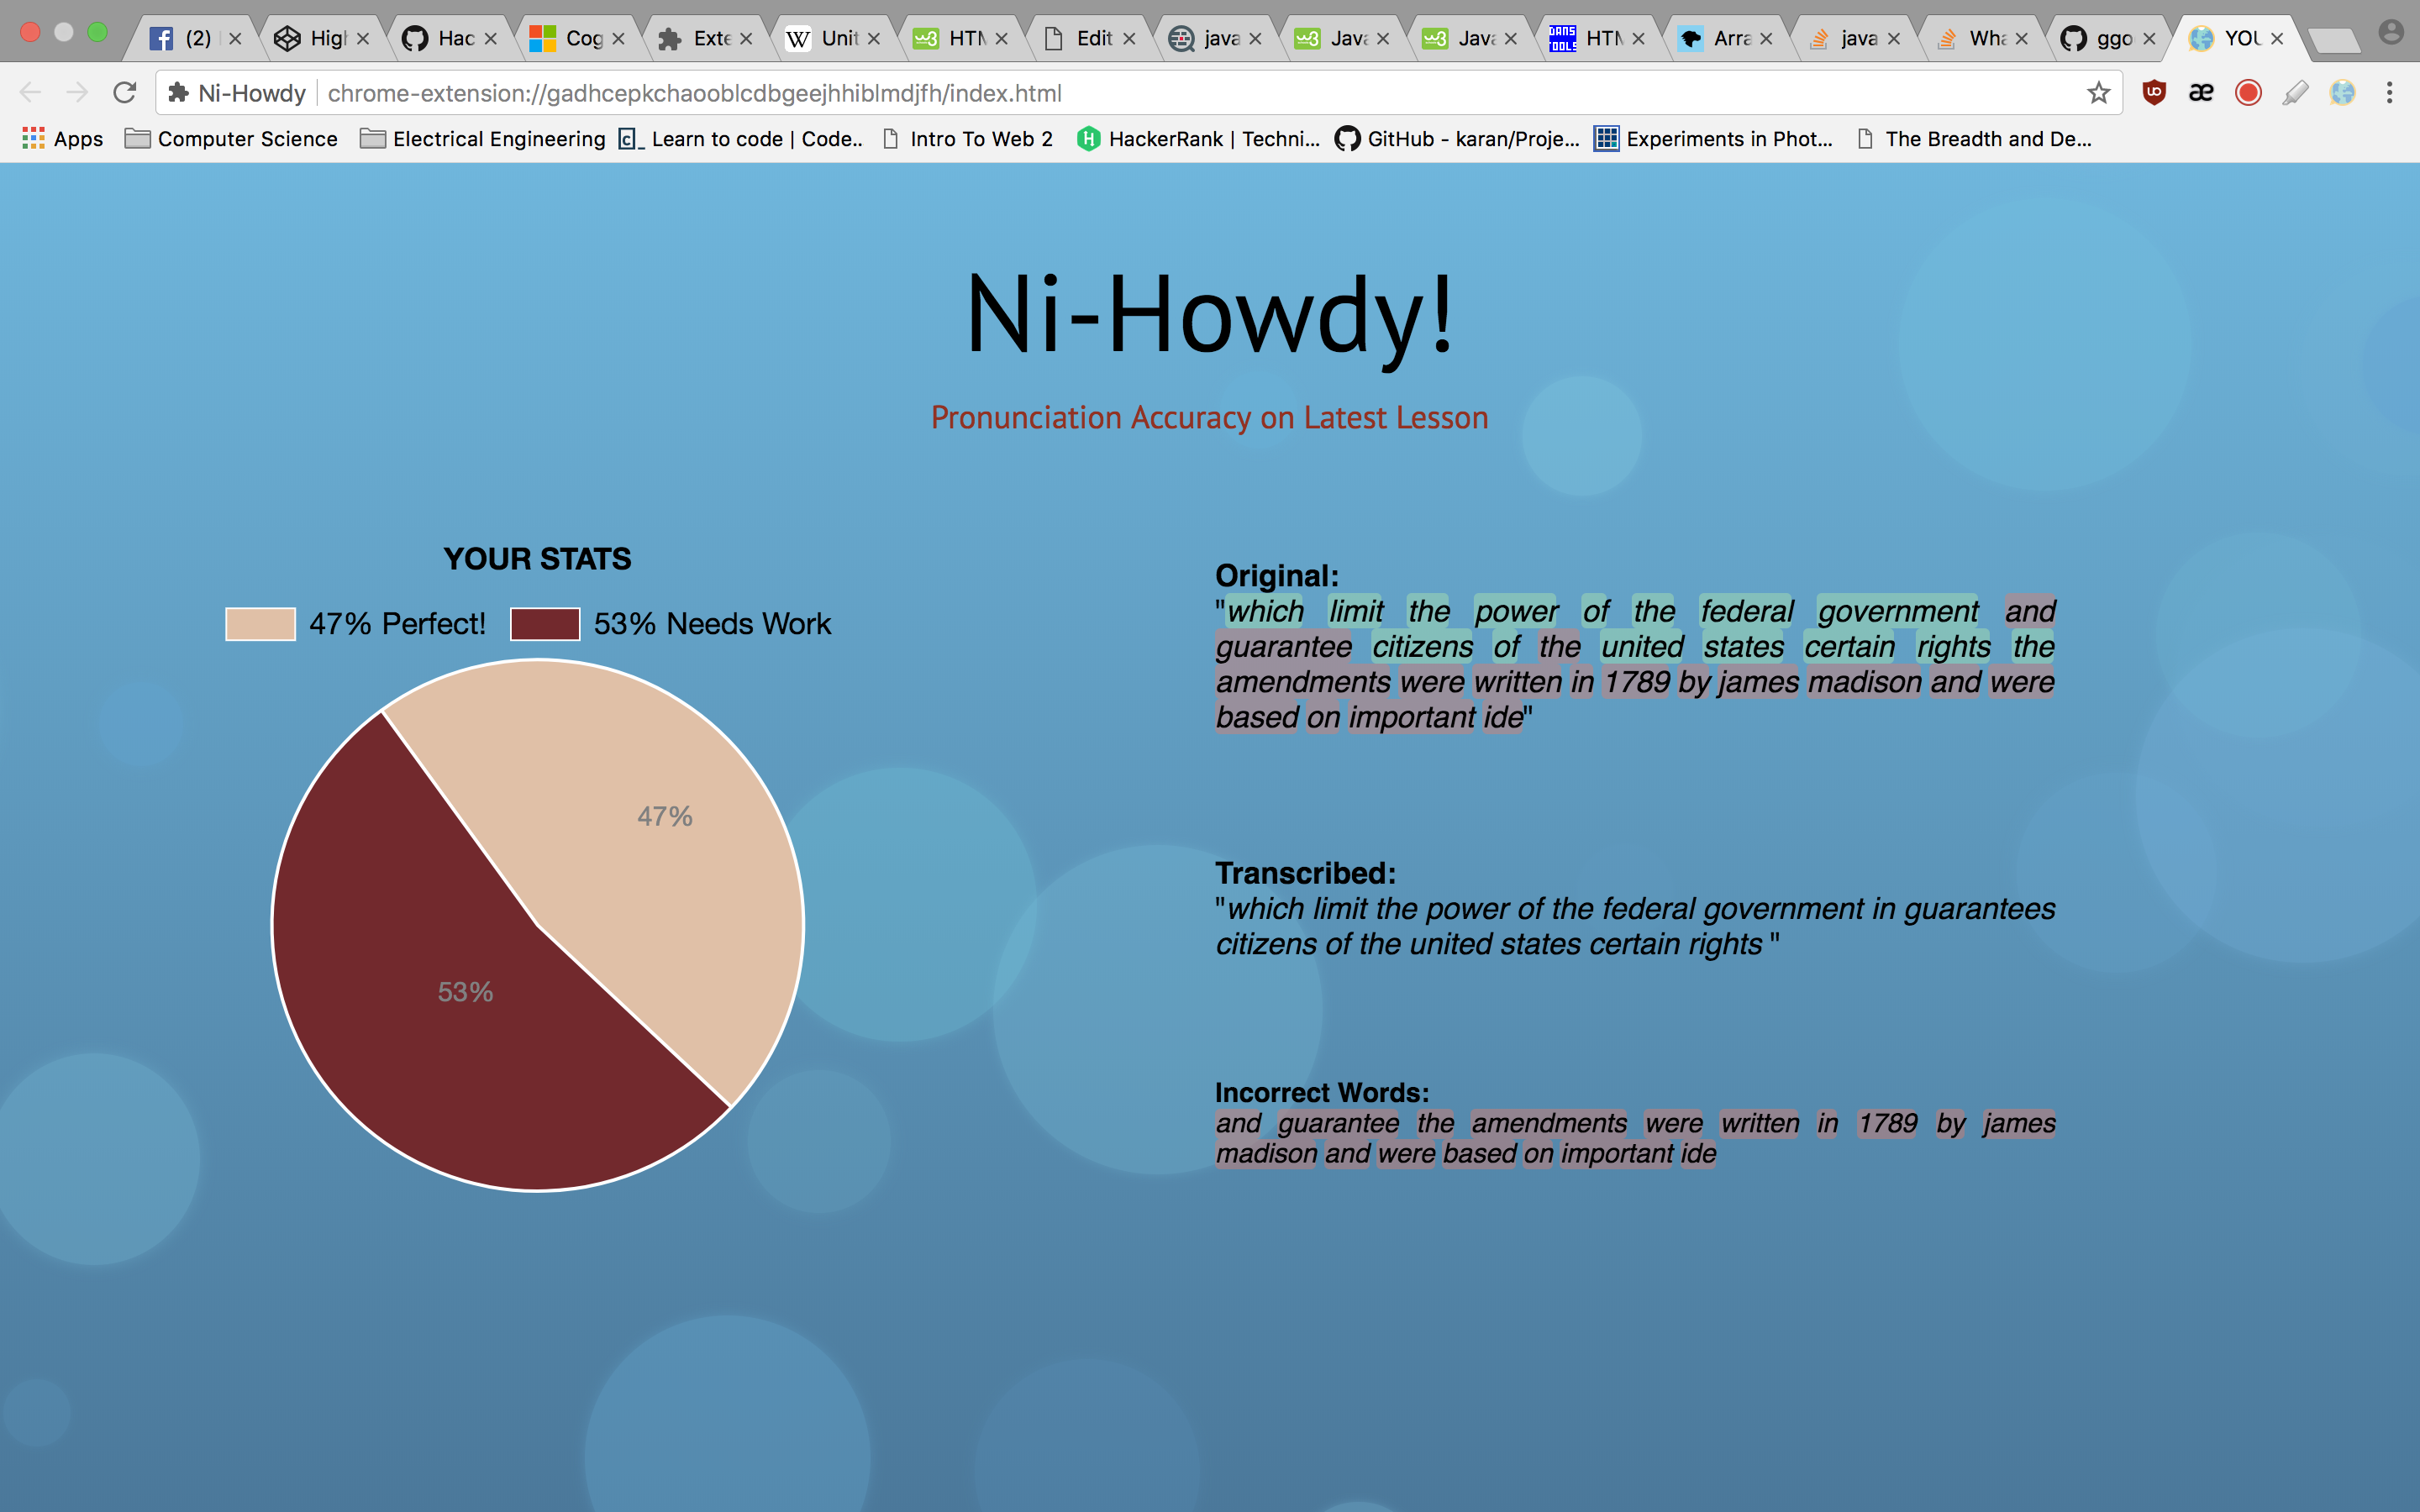 (2)
High
Hac
Cog
Exte
Unit
HTM
Edit
java
Java
Java
HTM
Arra
java
Wha
ggo
YOU
Ni-Howdy
chrome-extension://gadhcepkchaooblcdbgeejhhiblmdjfh/index.html
Apps
Computer Science
Electrical Engineering
Learn to code | Code..
Intro To Web 2
HackerRank | Techni...
GitHub - karan/Proje...
Experiments in Phot...
The Breadth and De...
Ni-Howdy!
Pronunciation Accuracy on Latest Lesson
YOUR STATS
47% Perfect! 53% Needs Work
47%
53%
Original:
"which limit the power of the federal government and
guarantee citizens of the united states certain rights the
amendments were written in 1789 by james madison and were
based on important ide"
Transcribed:
"which limit the power of the federal government in guarantees
citizens of the united states certain rights "
Incorrect Words:
and guarantee the amendments were written in 1789 by james
madison and were based on important ide